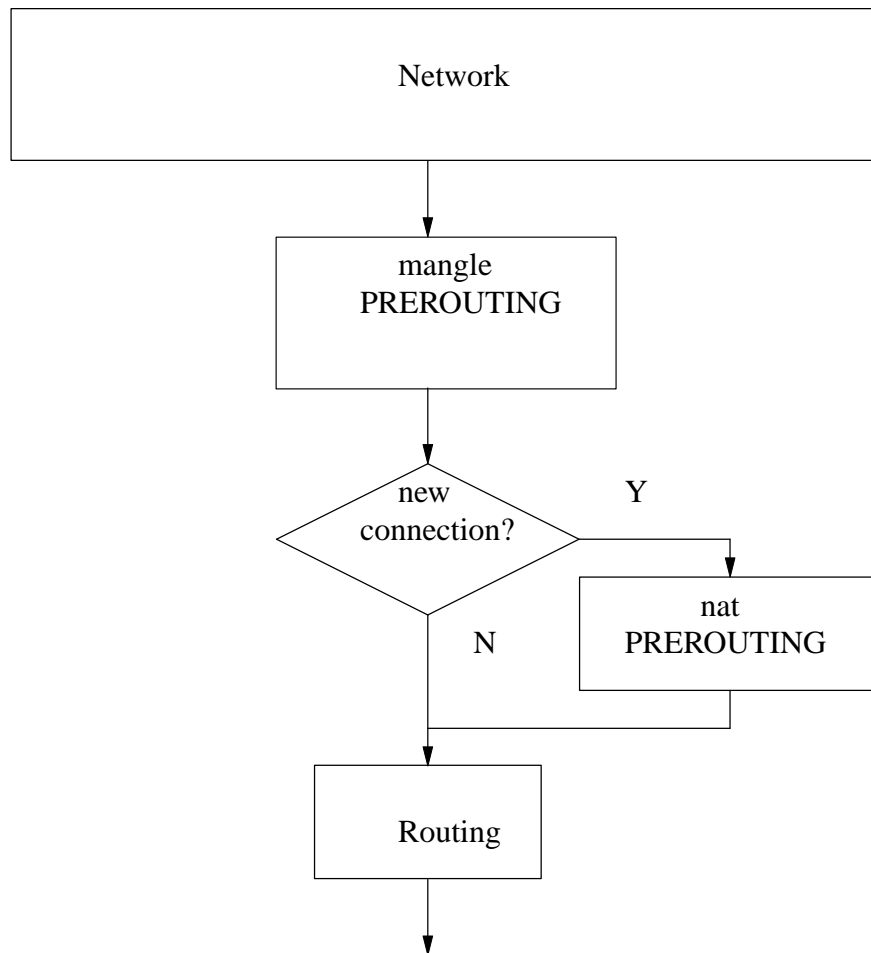 Network
mangle
PREROUTING
new
connection?
Y
nat
PREROUTING
N
Routing